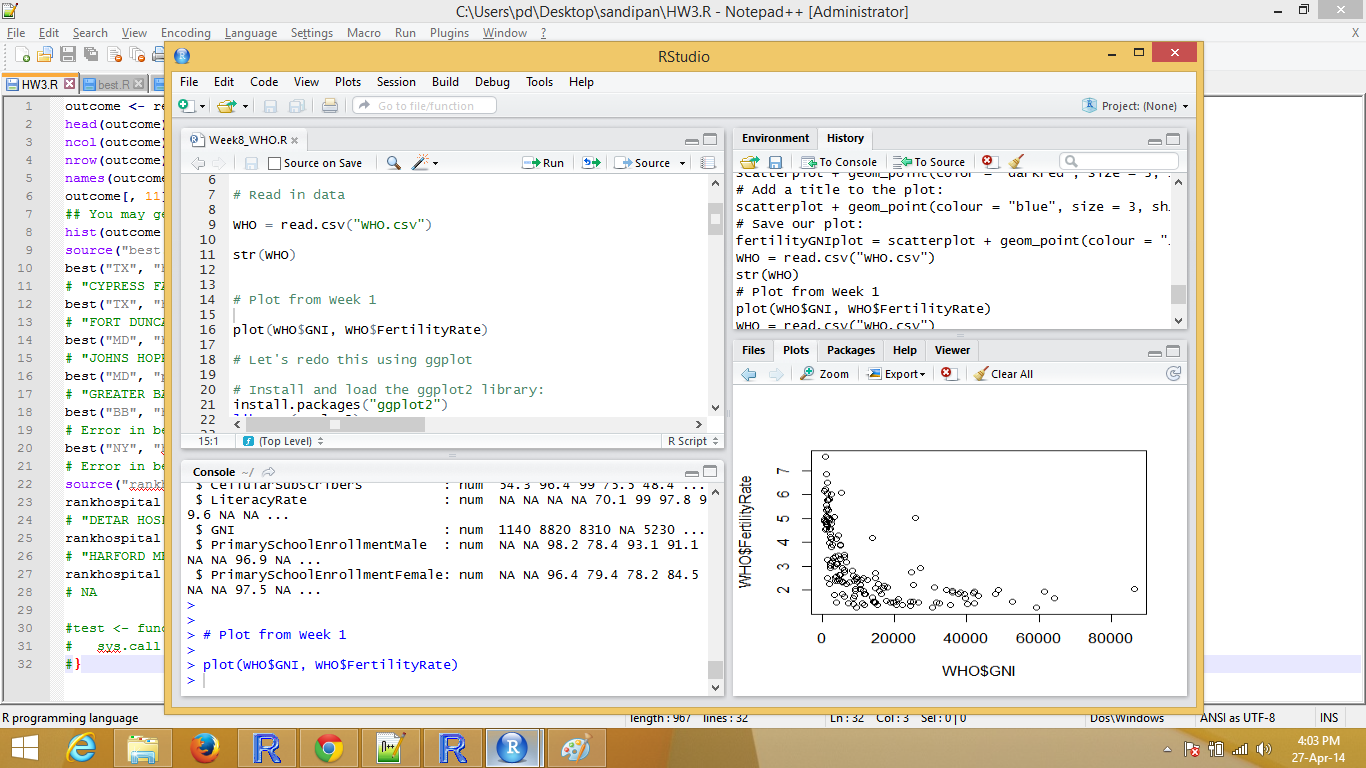 C:\Users\pd\Desktop\sandipan\HW3.R - Notepad++ [Administrator]
File Edit Search View Encoding Language Settings Macro Run Plugins Window ? X
HW3.R best.R
1 outcome <- re
2 head(outcome)
3 ncol(outcome)
4 nrow(outcome)
5 names(outcome
6 outcome[, 11]
7 ## You may ge
8 hist(outcome
9 source("best
10 best("TX", "
11 # "CYPRESS FA
12 best("TX", "
13 # "FORT DUNCA
14 best("MD", "
15 # "JOHNS HOPK
16 best("MD", "
17 # "GREATER BA
18 best("BB", "
19 # Error in be
20 best("NY", "
21 # Error in be
22 source("rankh
23 rankhospital
24 # "DETAR HOSP
25 rankhospital
26 # "HARFORD ME
27 rankhospital
28 # NA
29
30 #test <- func
31 # sys.call
32 #}
R programming language length : 967 lines : 32 Ln : 32 Col : 3 Sel : 0 | 0 Dos\Windows ANSI as UTF-8 INS
RStudio
File Edit Code View Plots Session Build Debug Tools Help
Go to file/function Project: (None)
Week8_WHO.R
Source on Save Run Source
6
7 # Read in data
8
9 WHO = read.csv("WHO.csv")
10
11 str(WHO)
12
13
14 # Plot from Week 1
15
16 plot(WHO$GNI, WHO$FertilityRate)
17
18 # Let's redo this using ggplot
19
20 # Install and load the ggplot2 library:
21 install.packages("ggplot2")
22
15:1 (Top Level) R Script
Console ~/
$ CellularSubscribers : num 54.3 96.4 99 75.5 48.4 ...
$ LiteracyRate : num NA NA NA NA 70.1 99 97.8 9
9.6 NA NA ...
$ GNI : num 1140 8820 8310 NA 5230 ...
$ PrimarySchoolEnrollmentMale : num NA NA 98.2 78.4 93.1 91.1
NA NA 96.9 NA ...
$ PrimarySchoolEnrollmentFemale: num NA NA 96.4 79.4 78.2 84.5
NA NA 97.5 NA ...
>
>
> # Plot from Week 1
>
> plot(WHO$GNI, WHO$FertilityRate)
>
Environment History
To Console To Source
scatterplot + geom_point(color = "darkred", size = 3,
# Add a title to the plot:
scatterplot + geom_point(colour = "blue", size = 3, sh
# Save our plot:
fertilityGNIplot = scatterplot + geom_point(colour = "
WHO = read.csv("WHO.csv")
str(WHO)
# Plot from Week 1
plot(WHO$GNI, WHO$FertilityRate)
WHO = read.csv("WHO.csv")
Files Plots Packages Help Viewer
Zoom Export Clear All
WHO$FertilityRate
7
6
5
4
3
2
0 20000 40000 60000 80000
WHO$GNI
4:03 PM
27-Apr-14